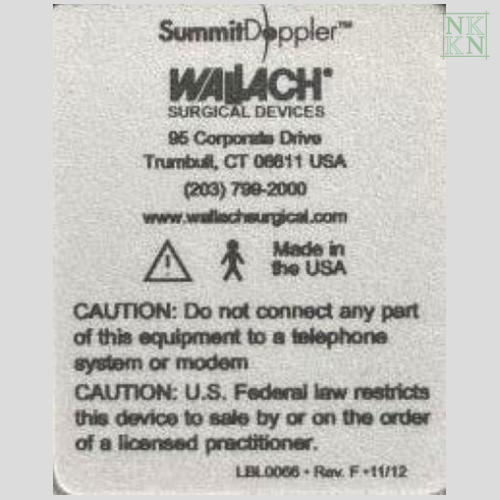 SummitDoppler™
WALLACH®
SURGICAL DEVICES
95 Corporate Drive
Trumbull, CT 06611 USA
(203) 799-2000
www.wallachsurgical.com
Made in
the USA
CAUTION: Do not connect any part
of this equipment to a telephone
system or modem
CAUTION: U.S. Federal law restricts
this device to sale by or on the order
of a licensed practitioner.
LBL0066 • Rev. F •11/12
NK
KN